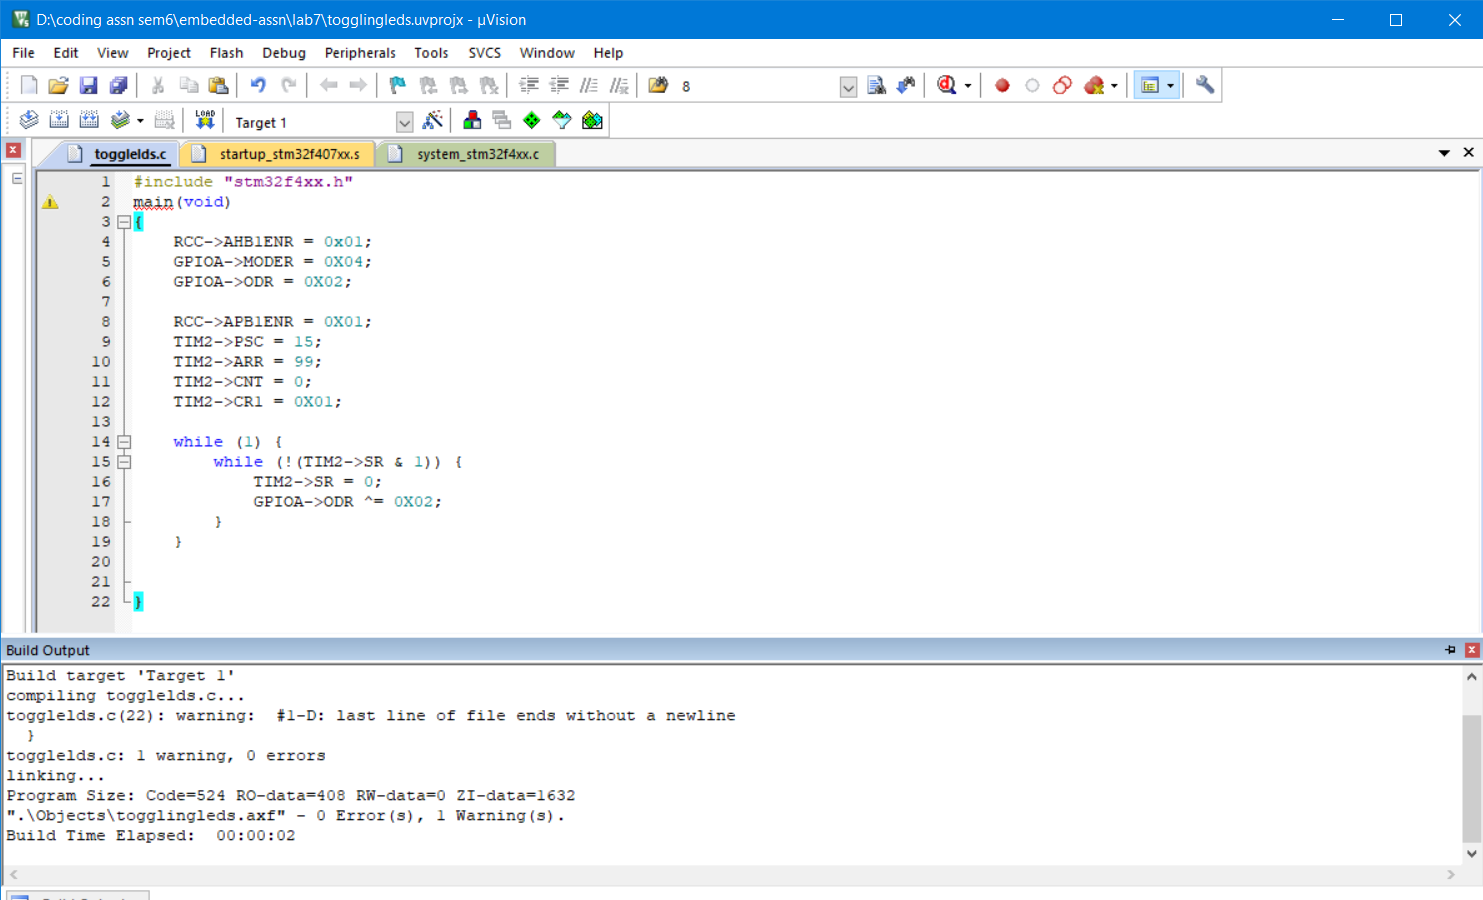 D:\coding assn sem6\embedded-assn\lab7\togglingleds.uvprojx - µVision
File Edit View Project Flash Debug Peripherals Tools SVCS Window Help
8
LOAD Target 1
togglelds.c startup_stm32f407xx.s system_stm32f4xx.c
1 #include "stm32f4xx.h"
2 main(void)
3 {
4 RCC->AHB1ENR = 0x01;
5 GPIOA->MODER = 0X04;
6 GPIOA->ODR = 0X02;
7
8 RCC->APB1ENR = 0X01;
9 TIM2->PSC = 15;
10 TIM2->ARR = 99;
11 TIM2->CNT = 0;
12 TIM2->CR1 = 0X01;
13
14 while (1) {
15 while (!(TIM2->SR & 1)) {
16 TIM2->SR = 0;
17 GPIOA->ODR ^= 0X02;
18 }
19 }
20
21
22 }
Build Output
Build target 'Target 1'
compiling togglelds.c...
togglelds.c(22): warning:  #1-D: last line of file ends without a newline
}
togglelds.c: 1 warning, 0 errors
linking...
Program Size: Code=524 RO-data=408 RW-data=0 ZI-data=1632
".\Objects\togglingleds.axf" - 0 Error(s), 1 Warning(s).
Build Time Elapsed:  00:00:02